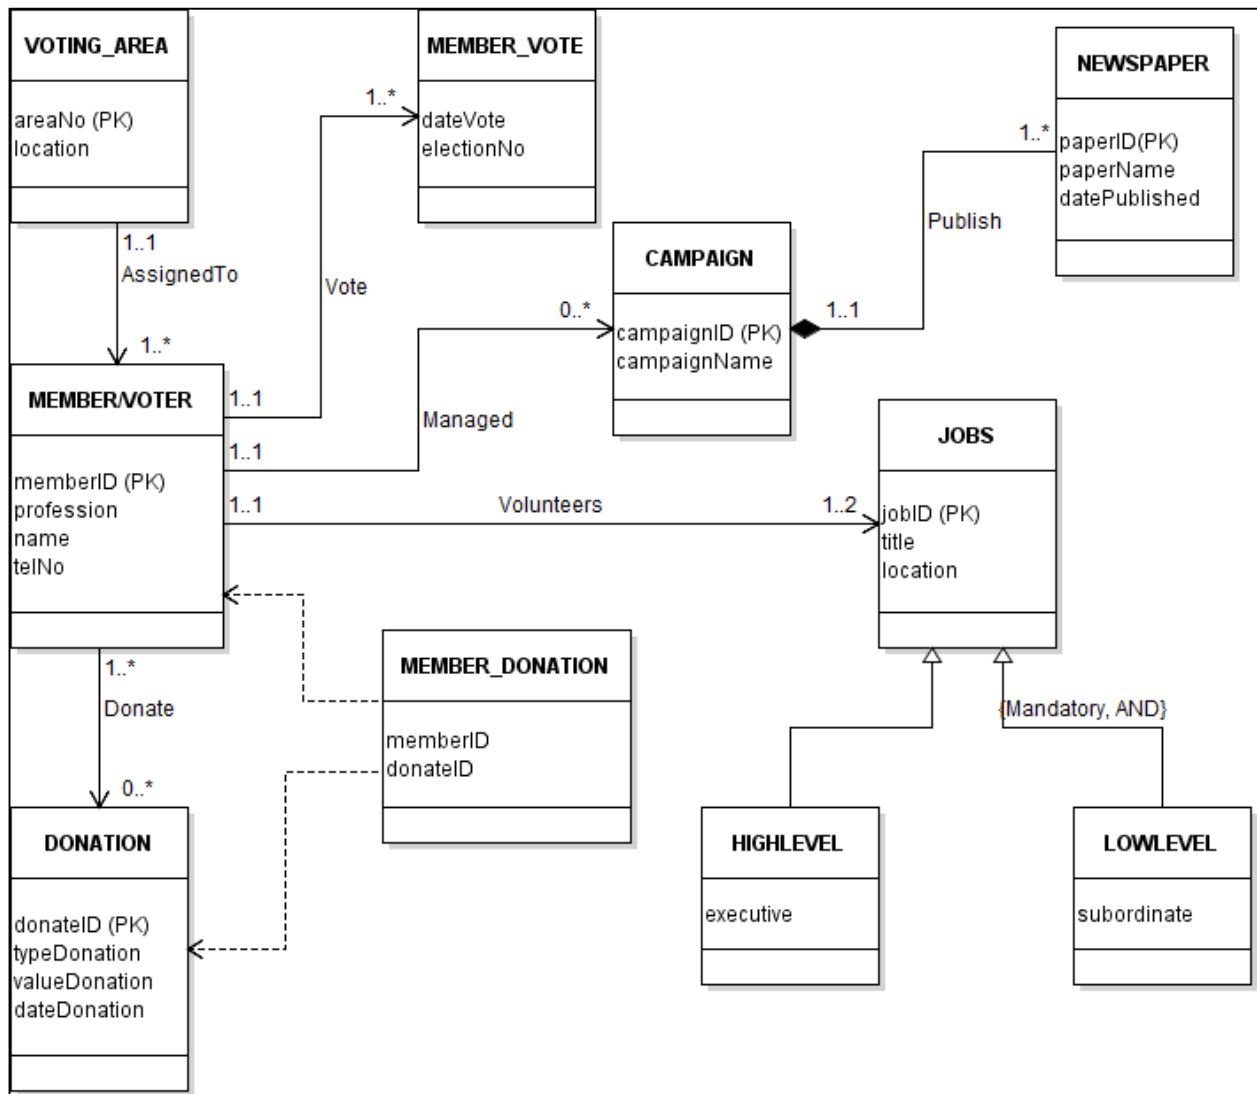 VOTING_AREA
areaNo (PK)
location
MEMBER_VOTE
dateVote
electionNo
NEWSPAPER
paperID(PK)
paperName
datePublished
1..*
1..*
Publish
1..1
AssignedTo
1..*
Vote
CAMPAIGN
campaignID (PK)
campaignName
0..*
1..1
MEMBER/VOTER
memberID (PK)
profession
name
telNo
1..1
1..1
Managed
1..1
Volunteers
1..2
JOBS
jobID (PK)
title
location
1..*
Donate
0..*
MEMBER_DONATION
memberID
donateID
{Mandatory, AND}
DONATION
donateID (PK)
typeDonation
valueDonation
dateDonation
HIGHLEVEL
executive
LOWLEVEL
subordinate